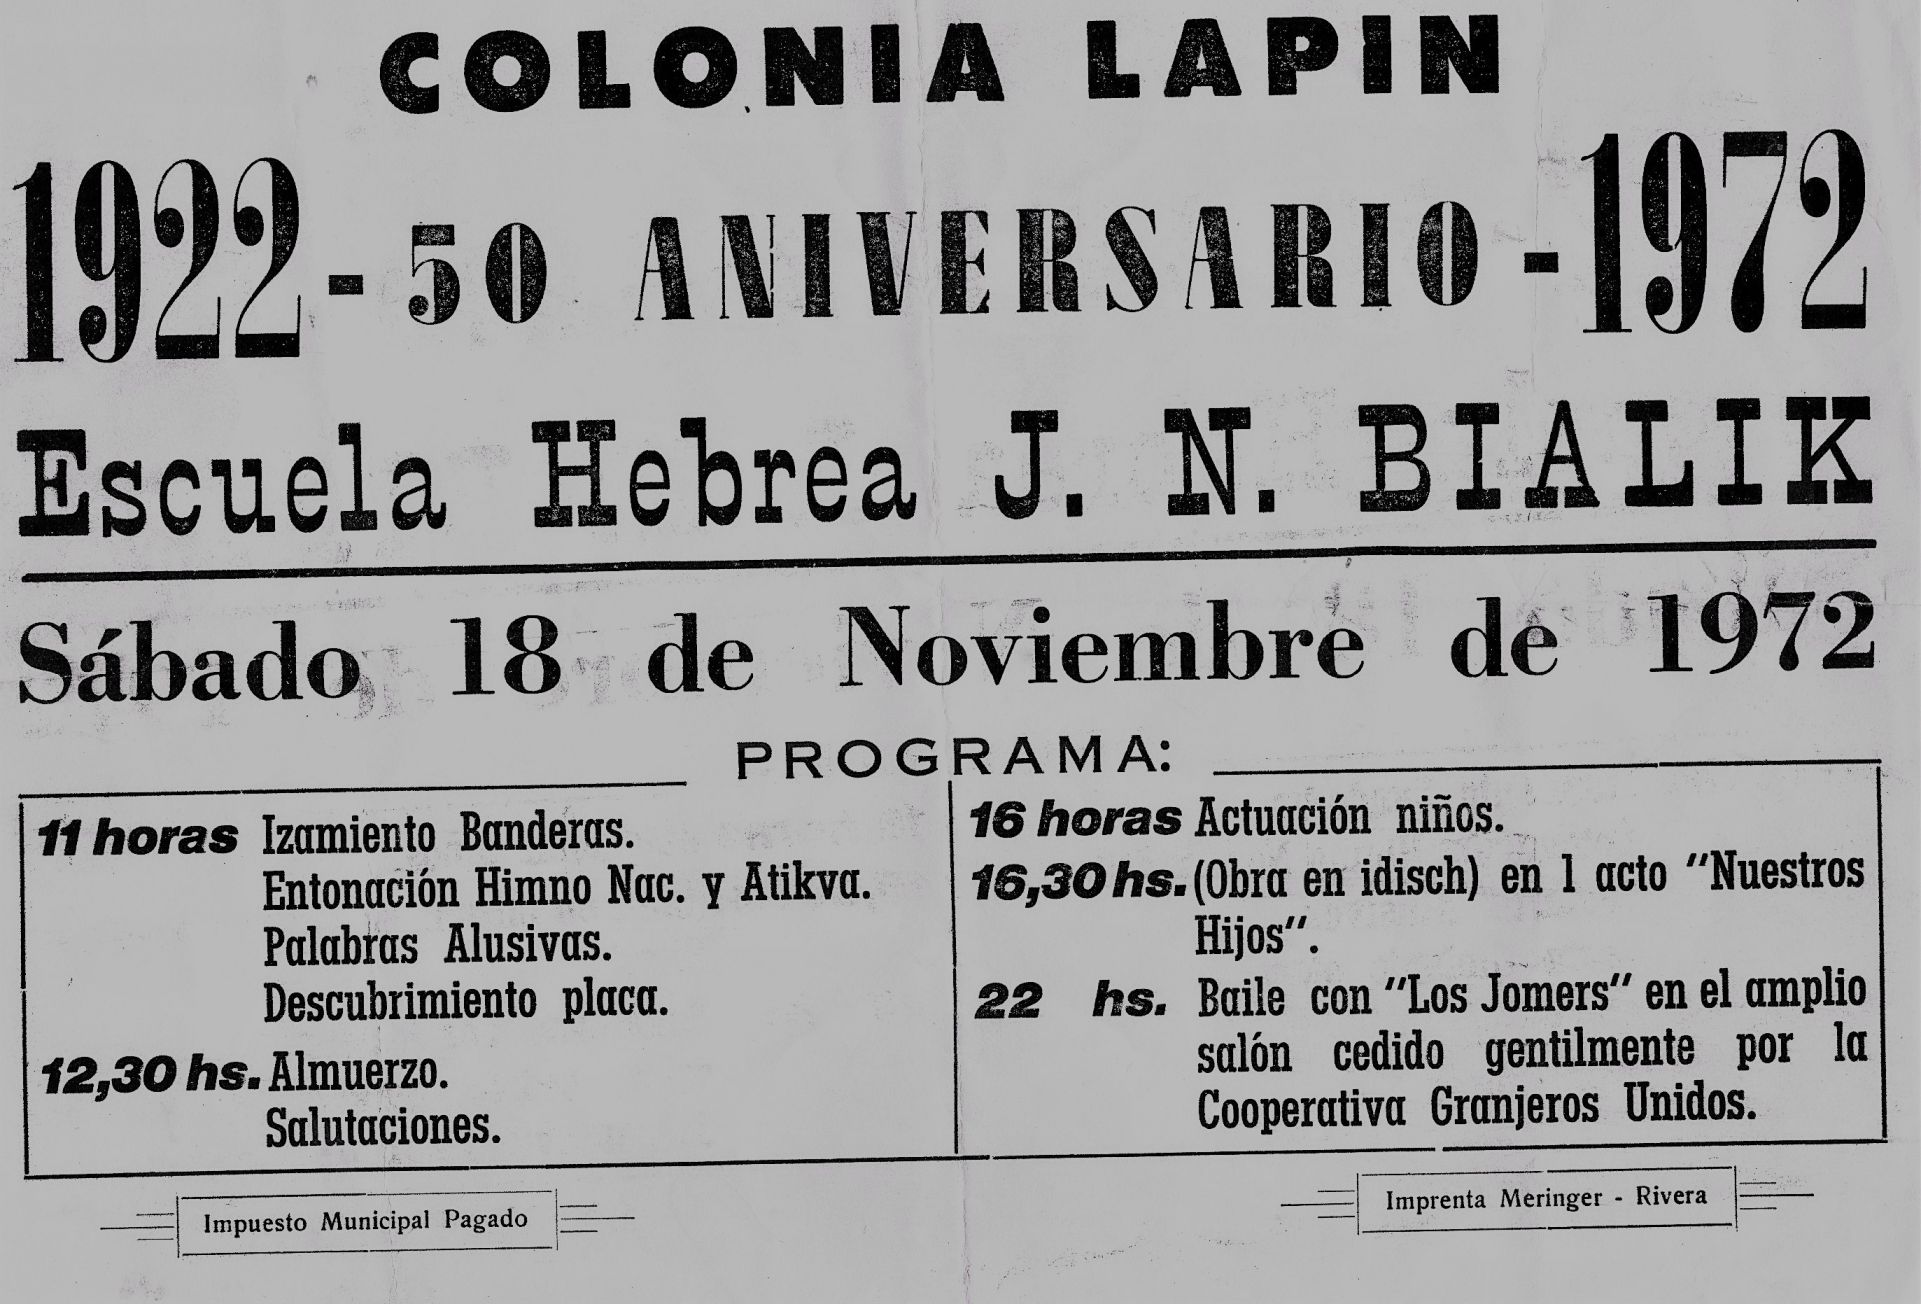 COLONIA LAPIN
1922 - 50 ANIVERSARIO - 1972
Escuela Hebrea J. N. BIALIK
Sábado 18 de Noviembre de 1972
PROGRAMA:
11 horas Izamiento Banderas.
Entonación Himno Nac. y Atikva.
Palabras Alusivas.
Descubrimiento placa.
12,30 hs. Almuerzo.
Salutaciones.
16 horas Actuación niños.
16,30 hs. (Obra en idisch) en 1 acto "Nuestros
Hijos".
22 hs. Baile con "Los Jomers" en el amplio
salón cedido gentilmente por la
Cooperativa Granjeros Unidos.
Impuesto Municipal Pagado
Imprenta Meringer - Rivera